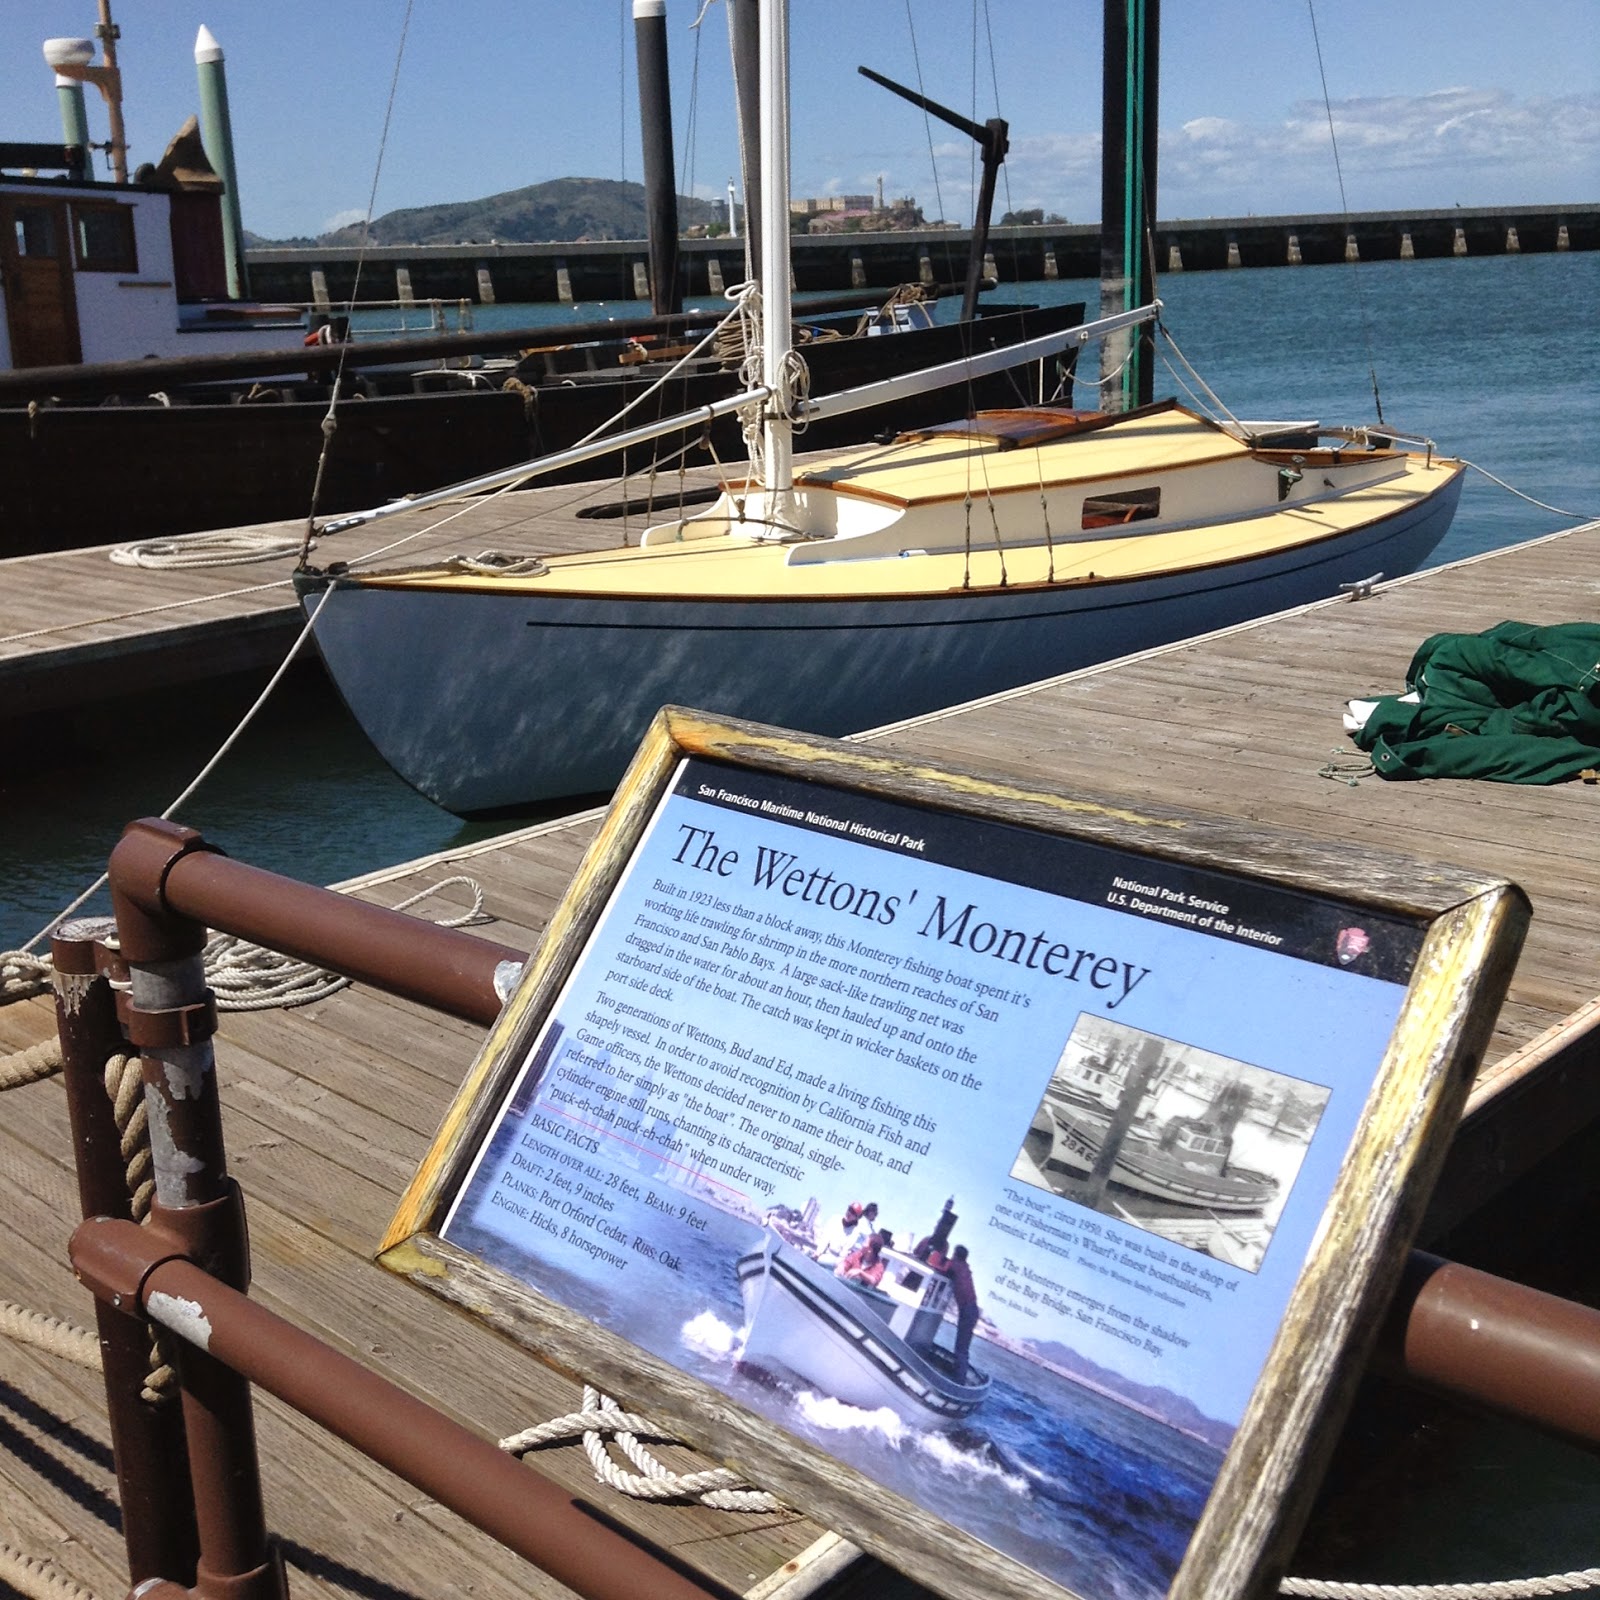 San Francisco Maritime National Historical Park
National Park Service
U.S. Department of the Interior
The Wettons' Monterey
Built in 1923 less than a block away, this Monterey fishing boat spent it's
working life trawling for shrimp in the more northern reaches of San
Francisco and San Pablo Bays. A large sack-like trawling net was
dragged in the water for about an hour, then hauled up and onto the
starboard side of the boat. The catch was kept in wicker baskets on the
port side deck.
Two generations of Wettons, Bud and Ed, made a living fishing this
shapely vessel. In order to avoid recognition by California Fish and
Game officers, the Wettons decided never to name their boat, and
referred to her simply as "the boat". The original, single-
cylinder engine still runs, chanting its characteristic
"puck-eh-chah puck-eh-chah" when under way.
BASIC FACTS
LENGTH OVER ALL: 28 feet, BEAM: 9 feet
DRAFT: 2 feet, 9 inches
PLANKS: Port Orford Cedar, RIBS: Oak
ENGINE: Hicks, 8 horsepower
28A6
"The boat", circa 1950. She was built in the shop of
one of Fisherman's Wharf's finest boatbuilders,
Dominic Labruzzi. Photo: the Wetton family collection
The Monterey emerges from the shadow
of the Bay Bridge, San Francisco Bay.
Photo: John Muir